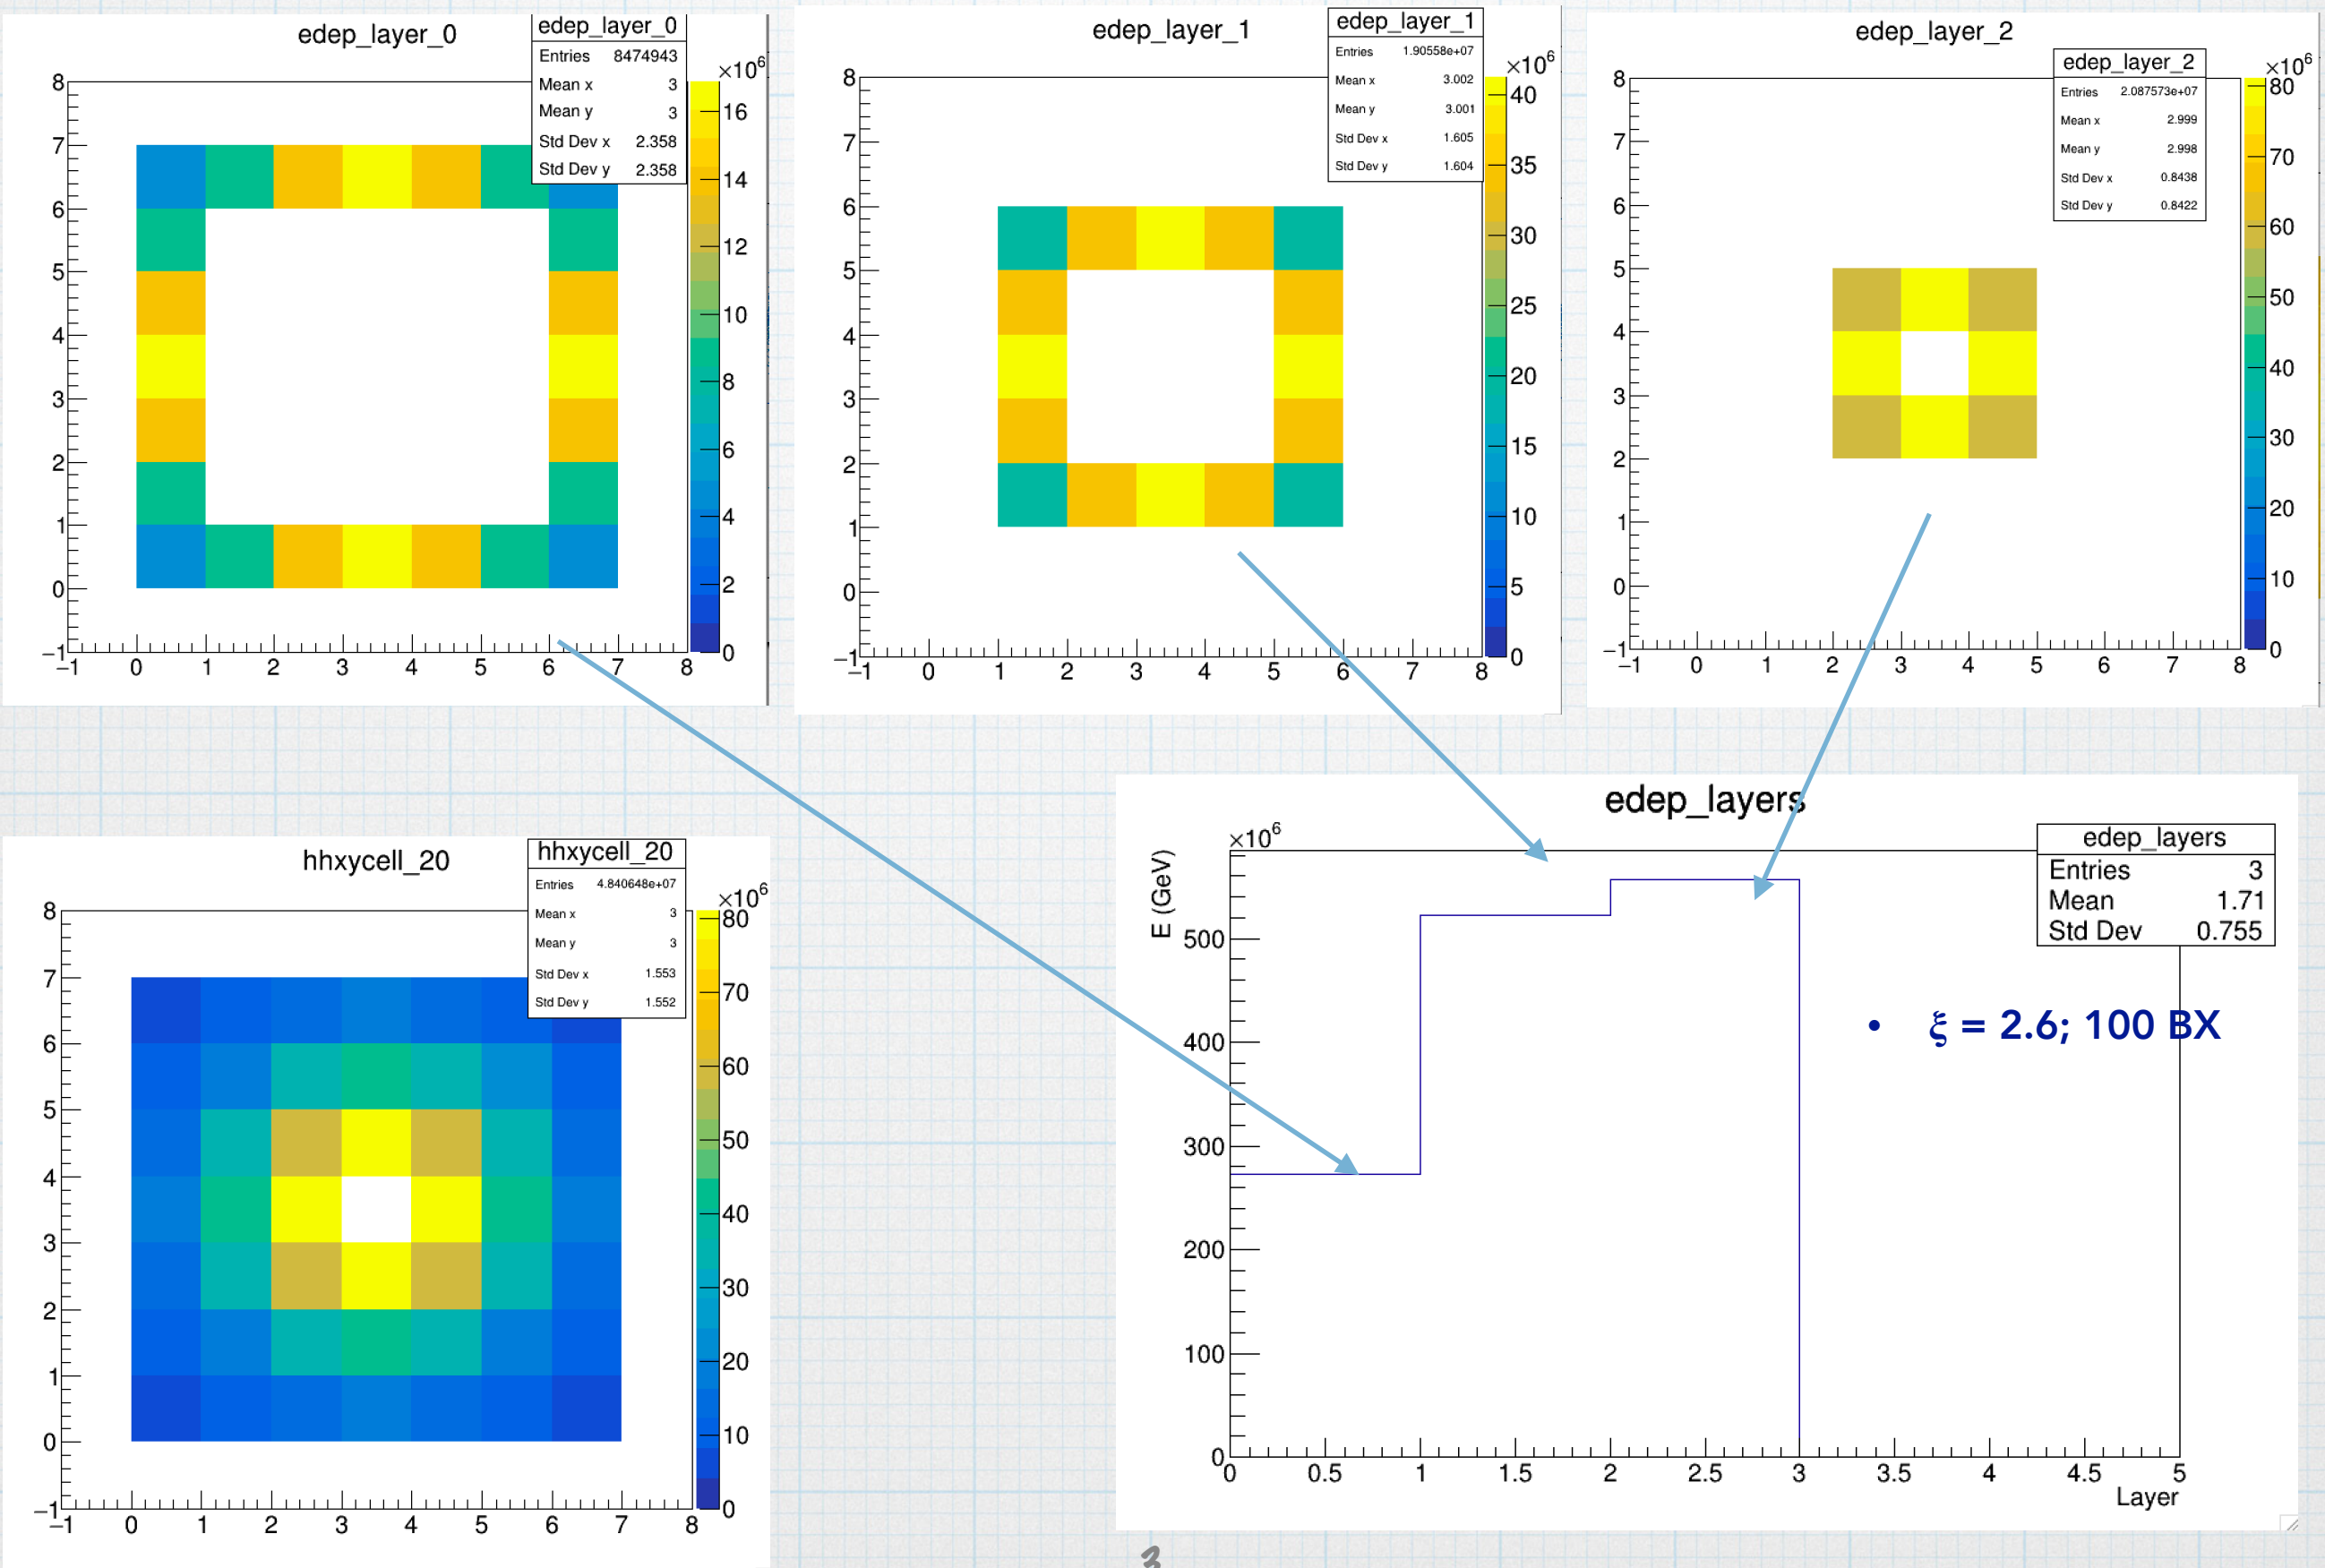 edep_layer_0
edep_layer_0
Entries 8474943
Mean x 3
Mean y 3
Std Dev x 2.358
Std Dev y 2.358
×10⁶
8
7
6
5
4
3
2
1
0
−1
−1 0 1 2 3 4 5 6 7 8
16
14
12
10
8
6
4
2
0
edep_layer_1
edep_layer_1
Entries 1.90558e+07
Mean x 3.002
Mean y 3.001
Std Dev x 1.605
Std Dev y 1.604
×10⁶
8
7
6
5
4
3
2
1
0
−1
−1 0 1 2 3 4 5 6 7 8
40
35
30
25
20
15
10
5
0
edep_layer_2
edep_layer_2
Entries 2.087573e+07
Mean x 2.999
Mean y 2.998
Std Dev x 0.8438
Std Dev y 0.8422
×10⁶
8
7
6
5
4
3
2
1
0
−1
−1 0 1 2 3 4 5 6 7 8
80
70
60
50
40
30
20
10
0
hhxycell_20
hhxycell_20
Entries 4.840648e+07
Mean x 3
Mean y 3
Std Dev x 1.553
Std Dev y 1.552
×10⁶
8
7
6
5
4
3
2
1
0
−1
−1 0 1 2 3 4 5 6 7 8
80
70
60
50
40
30
20
10
0
edep_layers
×10⁶
E (GeV)
edep_layers
Entries 3
Mean 1.71
Std Dev 0.755
500
400
300
200
100
0
0 0.5 1 1.5 2 2.5 3 3.5 4 4.5 5
Layer
• ξ = 2.6; 100 BX